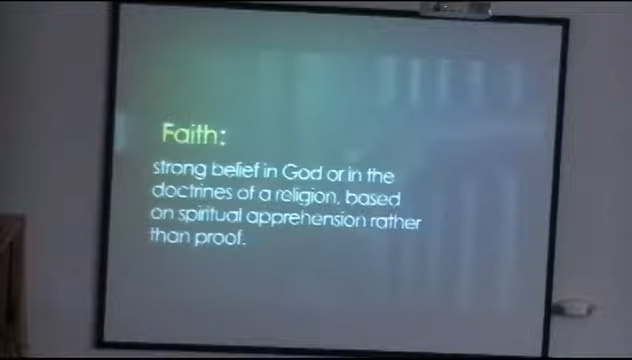 Faith:
strong belief in God or in the
doctrines of a religion, based
on spiritual apprehension rather
than proof.